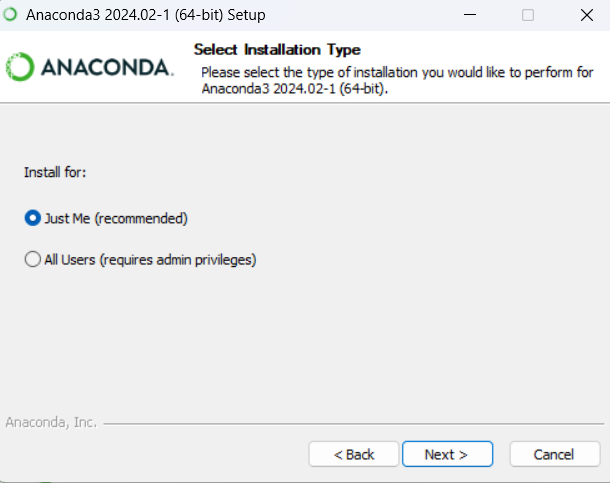 Anaconda3 2024.02-1 (64-bit) Setup
ANACONDA.
Select Installation Type
Please select the type of installation you would like to perform for
Anaconda3 2024.02-1 (64-bit).
Install for:
Just Me (recommended)
All Users (requires admin privileges)
Anaconda, Inc.
< Back
Next >
Cancel